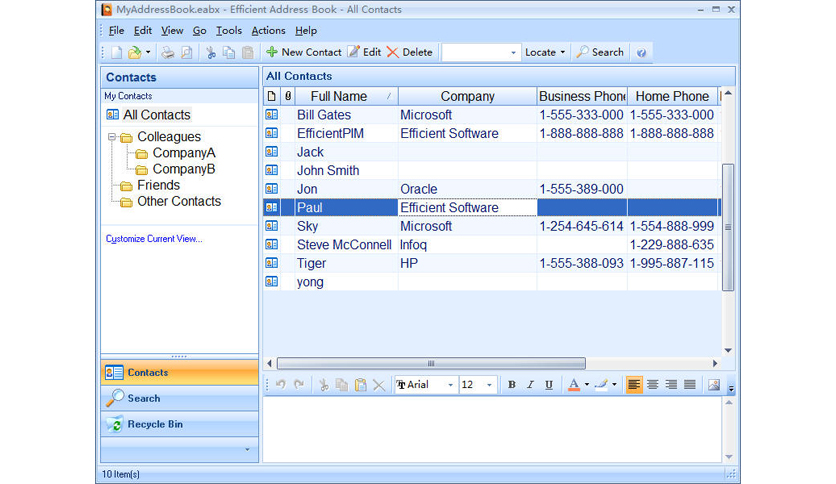 MyAddressBook.eabx - Efficient Address Book - All Contacts
File Edit View Go Tools Actions Help
New Contact Edit Delete Locate Search
Contacts
My Contacts
All Contacts
Colleagues
CompanyA
CompanyB
Friends
Other Contacts
Customize Current View...
Contacts
Search
Recycle Bin
All Contacts
Full Name Company Business Phone Home Phone
Bill Gates Microsoft 1-555-333-000 1-555-333-000
EfficientPIM Efficient Software 1-888-888-888 1-888-888-888
Jack
John Smith
Jon Oracle 1-555-389-000
Paul Efficient Software
Sky Microsoft 1-254-645-614 1-554-888-999
Steve McConnell Infoq 1-229-888-635
Tiger HP 1-555-388-093 1-995-887-115
yong
Arial 12 B I U A
10 Item(s)